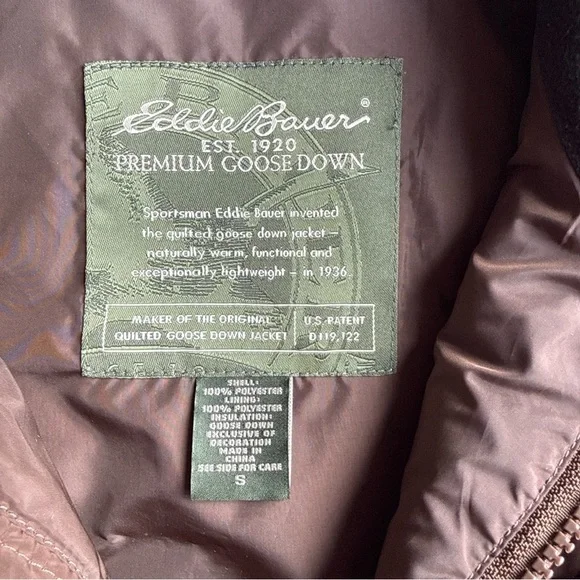 Eddie Bauer®
EST. 1920
PREMIUM GOOSE DOWN
Sportsman Eddie Bauer invented
the quilted goose down jacket –
naturally warm, functional and
exceptionally lightweight – in 1936.
MAKER OF THE ORIGINAL
QUILTED GOOSE DOWN JACKET
U.S. PATENT
D119,122
SHELL:
100% POLYESTER
LINING:
100% POLYESTER
INSULATION:
GOOSE DOWN
EXCLUSIVE OF
DECORATION
MADE IN
CHINA
SEE SIDE FOR CARE
S